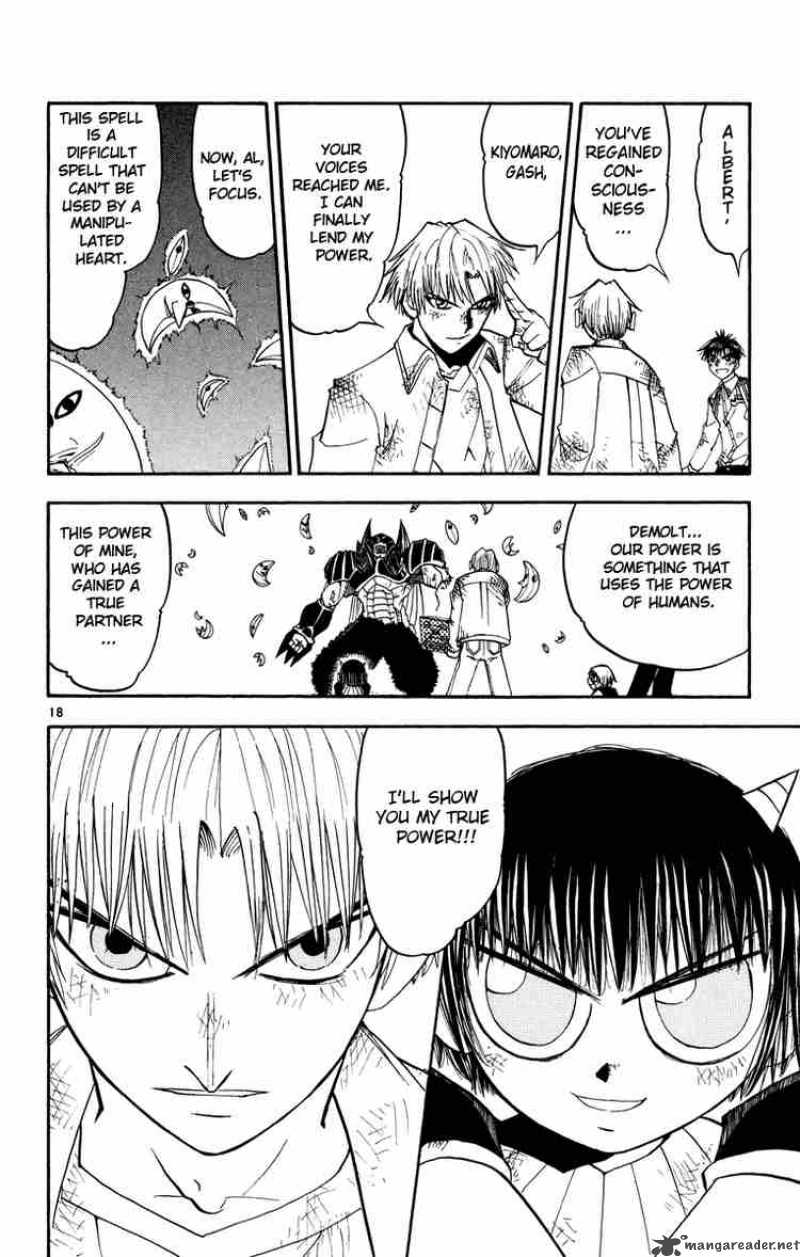 ALBERT,
YOU'VE
REGAINED
CON-
SCIOUS-
NESS
...
KIYOMARO,
GASH,
YOUR
VOICES
REACHED ME.
I CAN
FINALLY
LEND MY
POWER.
NOW, AL,
LET'S
FOCUS.
THIS SPELL
IS A
DIFFICULT
SPELL THAT
CAN'T BE
USED BY A
MANIPU-
LATED
HEART.
DEMOLT...
OUR POWER IS
SOMETHING THAT
USES THE POWER
OF HUMANS.
THIS POWER
OF MINE,
WHO HAS
GAINED A
TRUE
PARTNER
...
18
I'LL SHOW
YOU MY TRUE
POWER!!!
mangareader.net